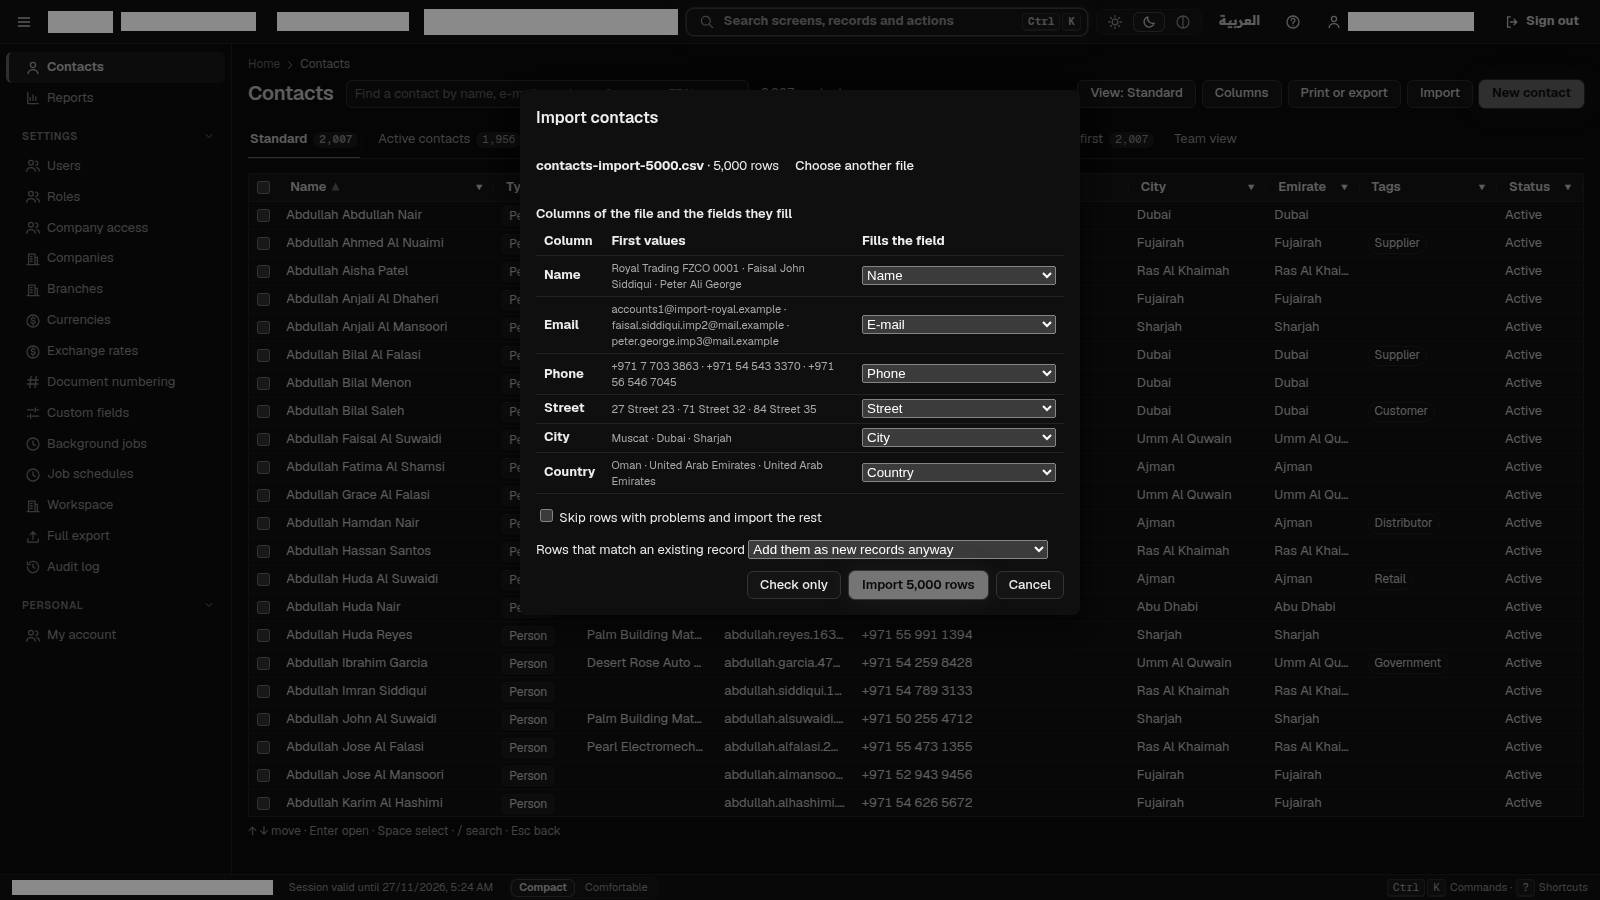 Search screens, records and actions Ctrl K العربية Sign out
Contacts
Reports
SETTINGS
Users
Roles
Company access
Companies
Branches
Currencies
Exchange rates
Document numbering
Custom fields
Background jobs
Job schedules
Workspace
Full export
Audit log
PERSONAL
My account
Home > Contacts
Contacts
Find a contact by name, e-m
View: Standard Columns Print or export Import New contact
Standard 2,007 Active contacts 1,956 first 2,007 Team view
Name ▲ ▼ Ty City ▼ Emirate ▼ Tags ▼ Status ▼
Abdullah Abdullah Nair Pe Dubai Dubai Active
Abdullah Ahmed Al Nuaimi Pe Fujairah Fujairah Supplier Active
Abdullah Aisha Patel Pe Ras Al Khaimah Ras Al Khai... Active
Abdullah Anjali Al Dhaheri Pe Fujairah Fujairah Active
Abdullah Anjali Al Mansoori Pe Sharjah Sharjah Active
Abdullah Bilal Al Falasi Pe Dubai Dubai Supplier Active
Abdullah Bilal Menon Pe Dubai Dubai Active
Abdullah Bilal Saleh Pe Dubai Dubai Customer Active
Abdullah Faisal Al Suwaidi Pe Umm Al Quwain Umm Al Qu... Active
Abdullah Fatima Al Shamsi Pe Ajman Ajman Active
Abdullah Grace Al Falasi Pe Umm Al Quwain Umm Al Qu... Active
Abdullah Hamdan Nair Pe Ajman Ajman Distributor Active
Abdullah Hassan Santos Pe Ras Al Khaimah Ras Al Khai... Active
Abdullah Huda Al Suwaidi Pe Ajman Ajman Retail Active
Abdullah Huda Nair Pe Abu Dhabi Abu Dhabi Active
Abdullah Huda Reyes Person Palm Building Mat... abdullah.reyes.163... +971 55 991 1394 Sharjah Sharjah Active
Abdullah Ibrahim Garcia Person Desert Rose Auto ... abdullah.garcia.47... +971 54 259 8428 Umm Al Quwain Umm Al Qu... Government Active
Abdullah Imran Siddiqui Person abdullah.siddiqui.1... +971 54 789 3133 Ras Al Khaimah Ras Al Khai... Active
Abdullah John Al Suwaidi Person Palm Building Mat... abdullah.alsuwaidi.... +971 50 255 4712 Sharjah Sharjah Active
Abdullah Jose Al Falasi Person Pearl Electromech... abdullah.alfalasi.2... +971 55 473 1355 Ras Al Khaimah Ras Al Khai... Active
Abdullah Jose Al Mansoori Person abdullah.almansoo... +971 52 943 9456 Fujairah Fujairah Active
Abdullah Karim Al Hashimi Person abdullah.alhashimi.... +971 54 626 5672 Fujairah Fujairah Active
↑↓ move · Enter open · Space select · / search · Esc back
Import contacts
contacts-import-5000.csv · 5,000 rows Choose another file
Columns of the file and the fields they fill
Column First values Fills the field
Name Royal Trading FZCO 0001 · Faisal John Name
Siddiqui · Peter Ali George
Email accounts1@import-royal.example · E-mail
faisal.siddiqui.imp2@mail.example ·
peter.george.imp3@mail.example
Phone +971 7 703 3863 · +971 54 543 3370 · +971 Phone
56 546 7045
Street 27 Street 23 · 71 Street 32 · 84 Street 35 Street
City Muscat · Dubai · Sharjah City
Country Oman · United Arab Emirates · United Arab Country
Emirates
Skip rows with problems and import the rest
Rows that match an existing record Add them as new records anyway
Check only Import 5,000 rows Cancel
Session valid until 27/11/2026, 5:24 AM Compact Comfortable Ctrl K Commands · ? Shortcuts